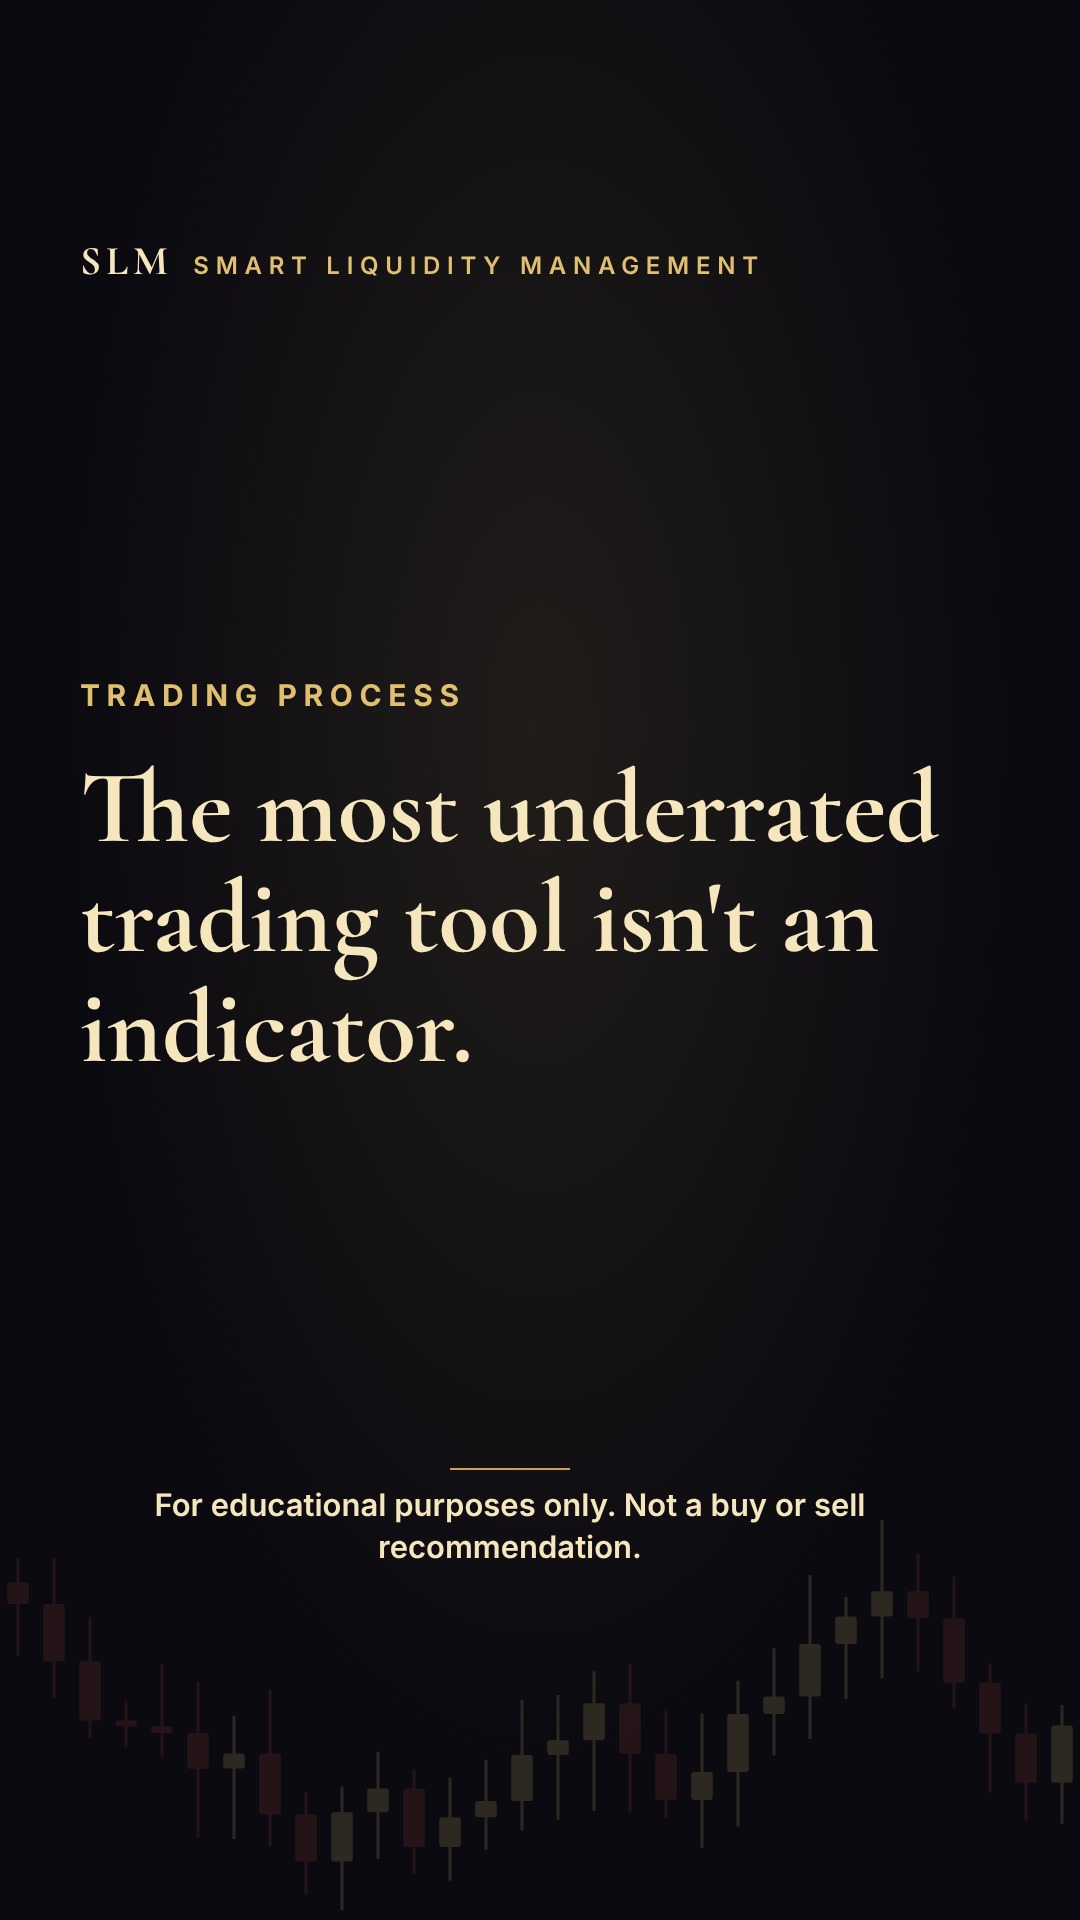 SLM SMART LIQUIDITY MANAGEMENT
TRADING PROCESS
The most underrated
trading tool isn't an
indicator.
For educational purposes only. Not a buy or sell
recommendation.